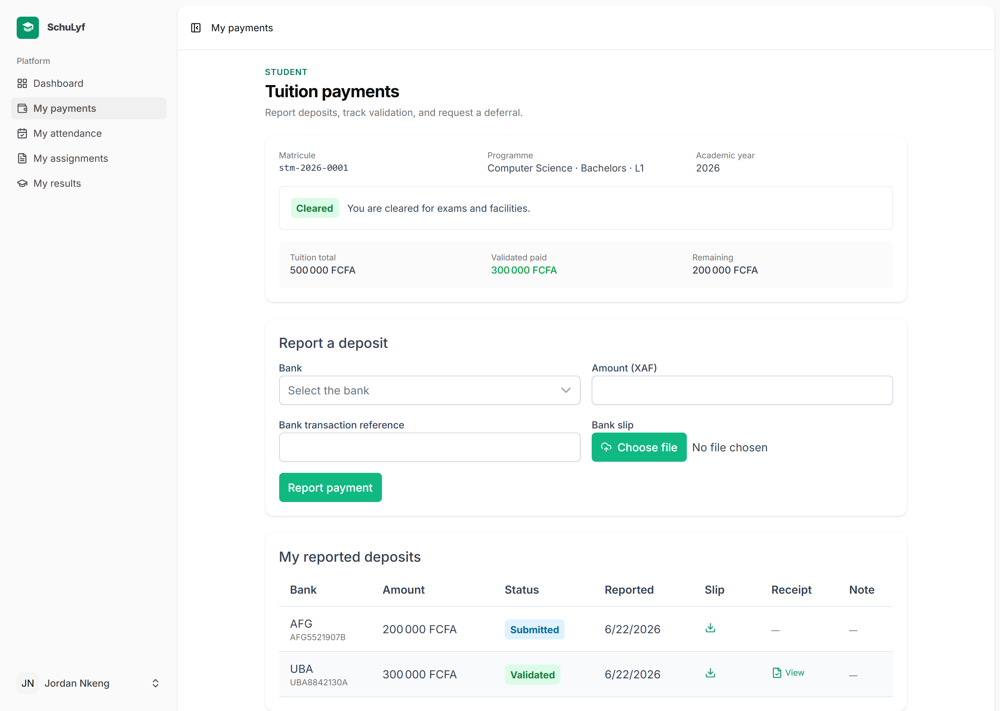 SchuLyf
Platform
Dashboard
My payments
My attendance
My assignments
My results
JN Jordan Nkeng
My payments
STUDENT
Tuition payments
Report deposits, track validation, and request a deferral.
Matricule Programme Academic year
stm-2026-0001 Computer Science · Bachelors · L1 2026
Cleared You are cleared for exams and facilities.
Tuition total Validated paid Remaining
500 000 FCFA 300 000 FCFA 200 000 FCFA
Report a deposit
Bank Amount (XAF)
Select the bank
Bank transaction reference Bank slip
Choose file No file chosen
Report payment
My reported deposits
Bank Amount Status Reported Slip Receipt Note
AFG 200 000 FCFA Submitted 6/22/2026 — —
AFG5521907B
UBA 300 000 FCFA Validated 6/22/2026 View —
UBA8842130A